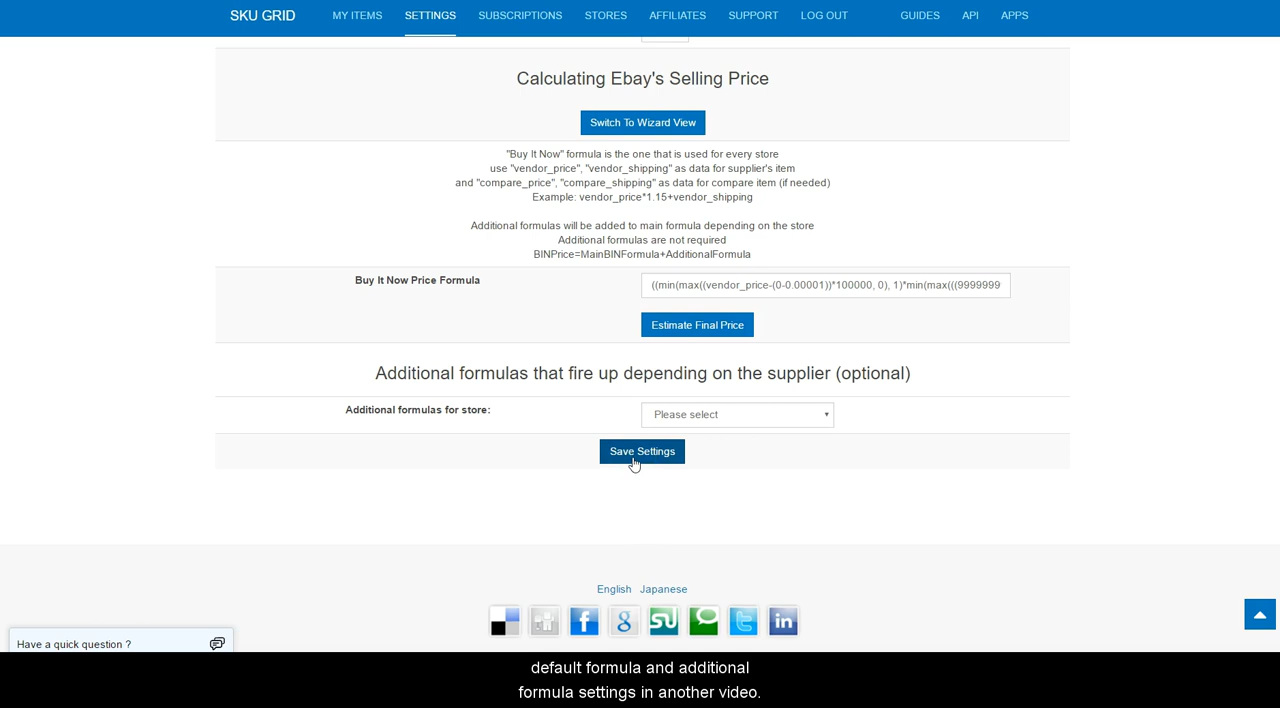 SKU GRID MY ITEMS SETTINGS SUBSCRIPTIONS STORES AFFILIATES SUPPORT LOG OUT GUIDES API APPS
Calculating Ebay's Selling Price
Switch To Wizard View
"Buy It Now" formula is the one that is used for every store
use "vendor_price", "vendor_shipping" as data for supplier's item
and "compare_price", "compare_shipping" as data for compare item (if needed)
Example: vendor_price*1.15+vendor_shipping
Additional formulas will be added to main formula depending on the store
Additional formulas are not required
BINPrice=MainBINFormula+AdditionalFormula
Buy It Now Price Formula ((min(max((vendor_price-(0-0.00001))*100000, 0), 1)*min(max(((9999999
Estimate Final Price
Additional formulas that fire up depending on the supplier (optional)
Additional formulas for store: Please select
Save Settings
English Japanese
Have a quick question ?
default formula and additional
formula settings in another video.